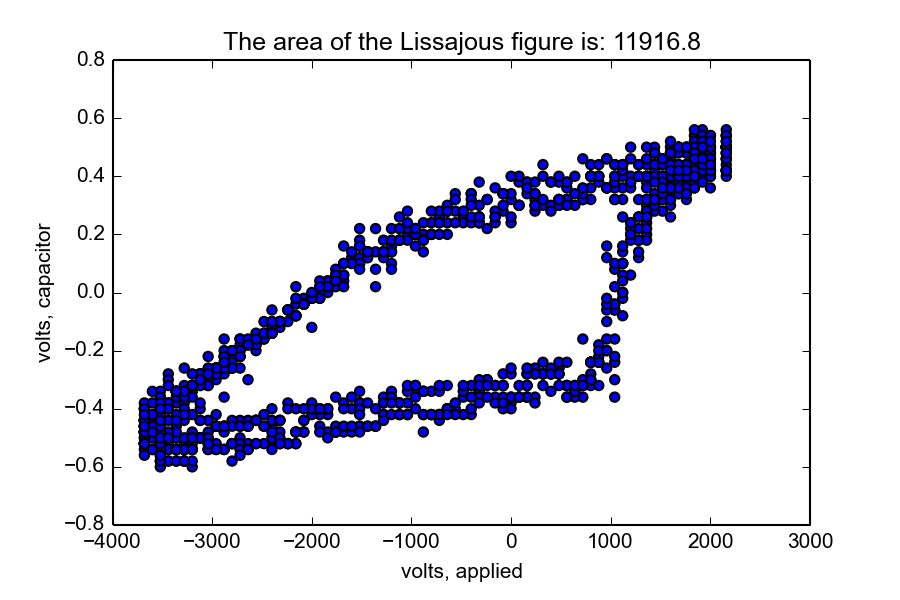 The area of the Lissajous figure is: 11916.8
0.8
0.6
0.4
0.2
0.0
−0.2
−0.4
−0.6
−0.8
volts, capacitor
−4000 −3000 −2000 −1000 0 1000 2000 3000
volts, applied